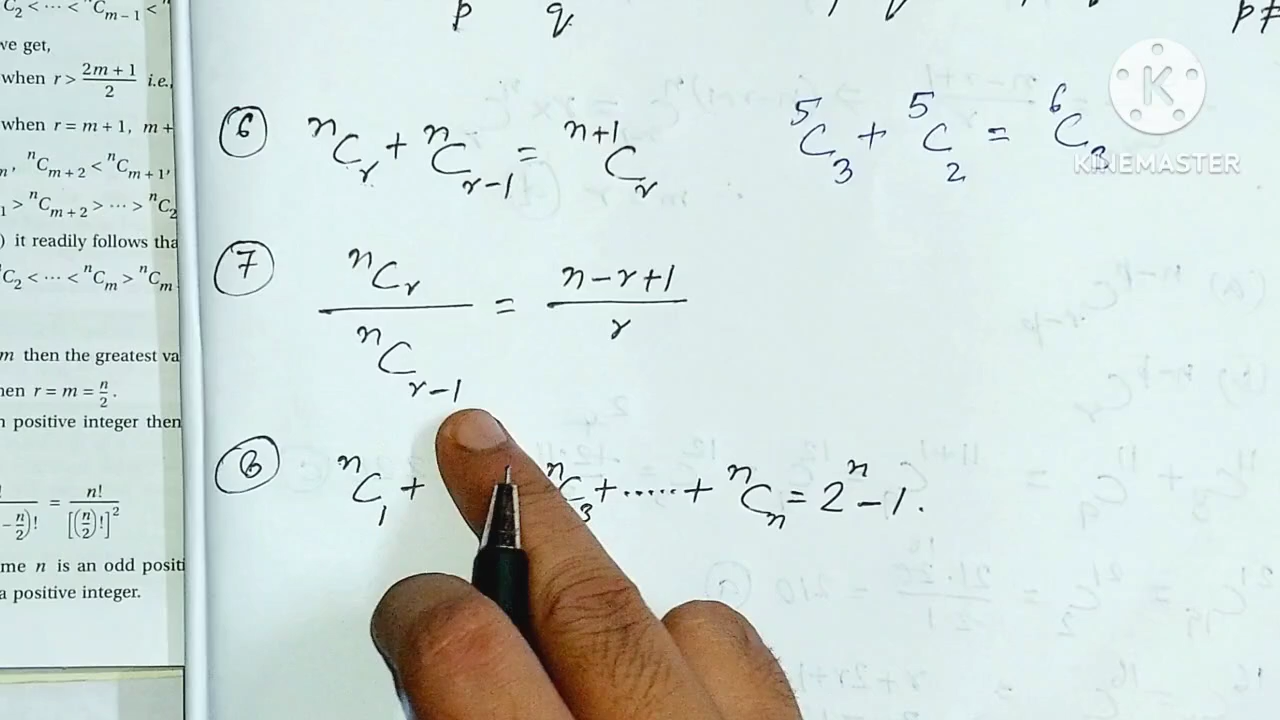 C₂ < ⋯ < ⁿCₘ₋₁ < ⁿ
we get,
when r > (2m+1)/2 i.e.,
when r = m+1, m+
ⁿCₘ₊₂ < ⁿCₘ₊₁,
> ⁿCₘ₊₂ > ⋯ > ⁿC₂
) it readily follows tha
C₂ < ⋯ < ⁿCₘ > ⁿCₘ
m then the greatest va
hen r = m = n/2.
n positive integer then
-n/2)! = n!/[(n/2)!]²
me n is an odd positi
a positive integer.
p q
p≠
⑥ ⁿCᵣ + ⁿCᵣ₋₁ = ⁿ⁺¹Cᵣ ⁵C₃ + ⁵C₂ = ⁶C₃
KINEMASTER
⑦ ⁿCᵣ/ⁿCᵣ₋₁ = (n-r+1)/r
⑧ ⁿC₁ + ⁿC₃ + ..... + ⁿCₙ = 2ⁿ - 1.